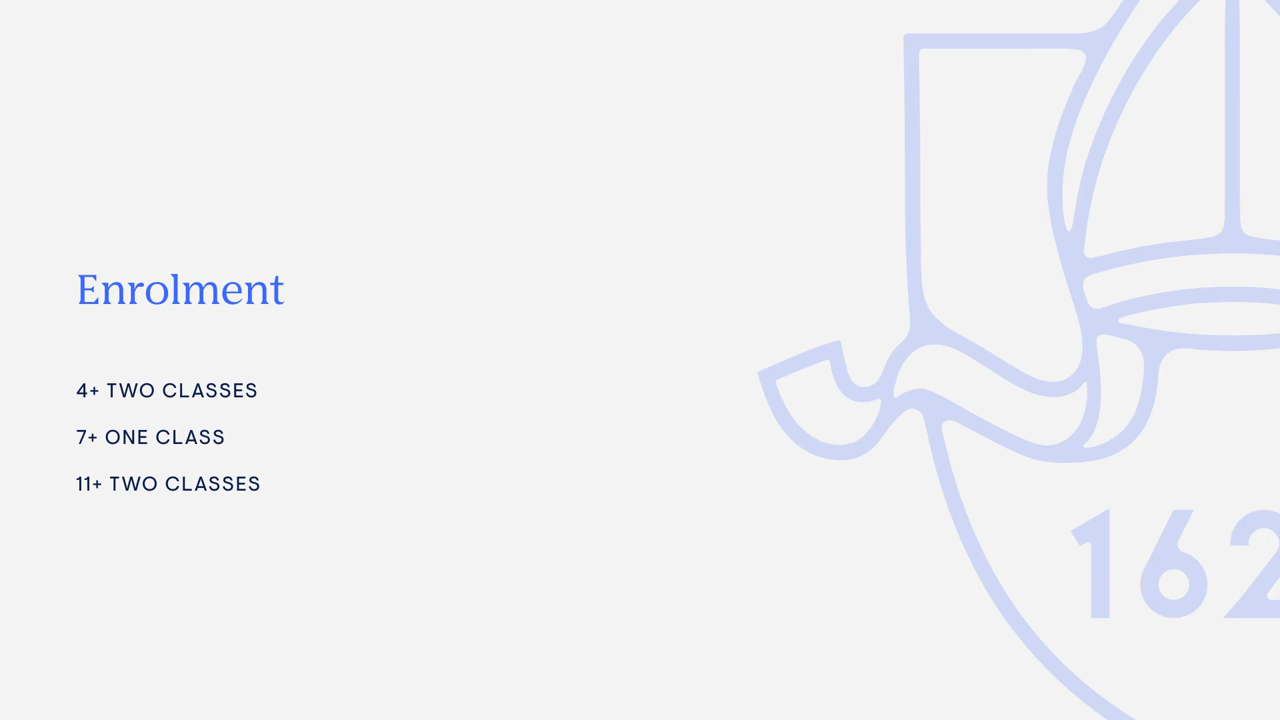 Enrolment
4+ TWO CLASSES
7+ ONE CLASS
11+ TWO CLASSES
162